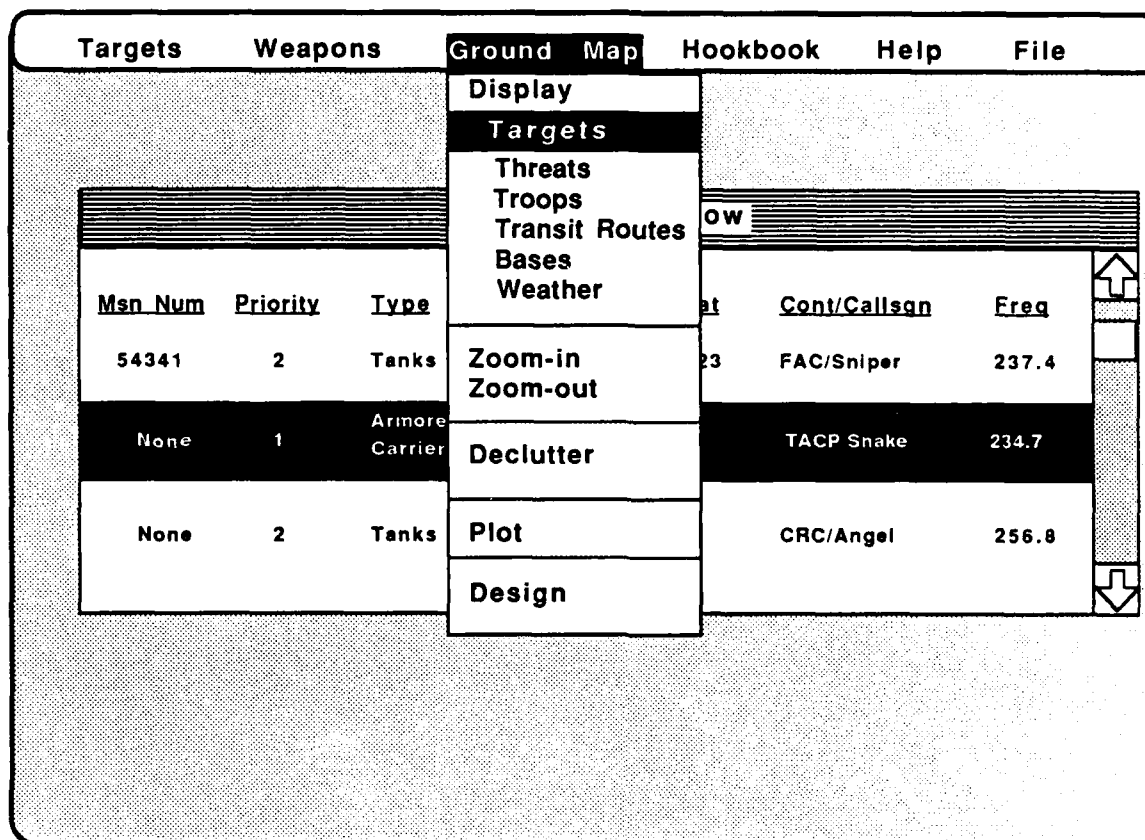 Targets Weapons Ground Map Hookbook Help File
Display
Targets
Threats
Troops
Transit Routes
Bases
Weather
Zoom-in
Zoom-out
Declutter
Plot
Design
ow
Msn Num Priority Type at Cont/Callsgn Freq
54341 2 Tanks 23 FAC/Sniper 237.4
None 1 Armore Carrier TACP Snake 234.7
None 2 Tanks CRC/Angel 256.8